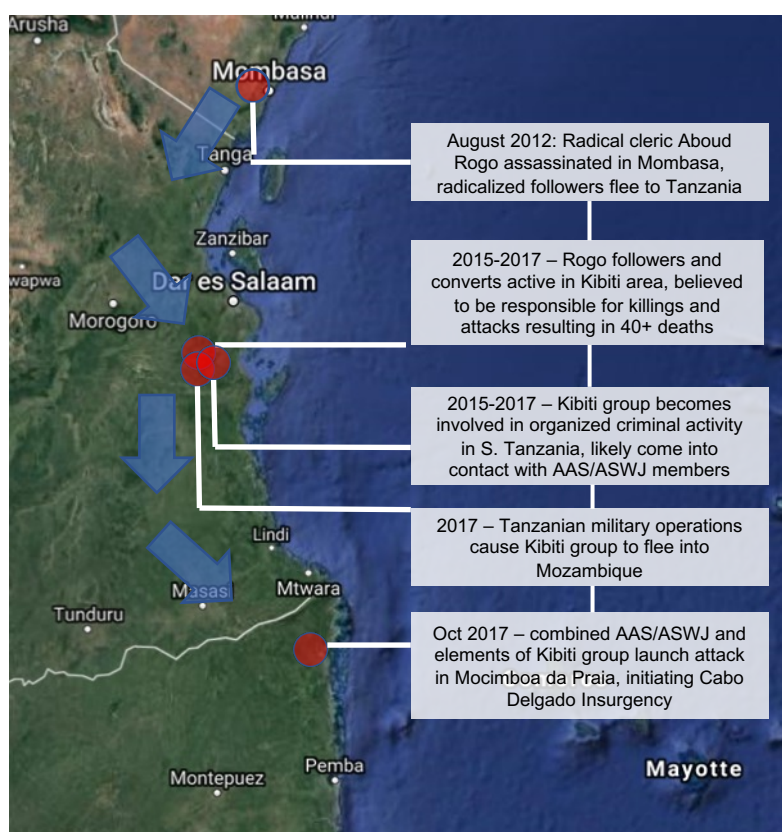 Arusha
Malindi
Mombasa
August 2012: Radical cleric Aboud
Rogo assassinated in Mombasa,
radicalized followers flee to Tanzania
Tanga
Zanzibar
wapwa
Dar es Salaam
Morogoro
2015-2017 – Rogo followers and
converts active in Kibiti area, believed
to be responsible for killings and
attacks resulting in 40+ deaths
2015-2017 – Kibiti group becomes
involved in organized criminal activity
in S. Tanzania, likely come into
contact with AAS/ASWJ members
2017 – Tanzanian military operations
cause Kibiti group to flee into
Mozambique
Lindi
Masasi
Mtwara
Tunduru
Oct 2017 – combined AAS/ASWJ and
elements of Kibiti group launch attack
in Mocimboa da Praia, initiating Cabo
Delgado Insurgency
Montepuez
Pemba
Mayotte